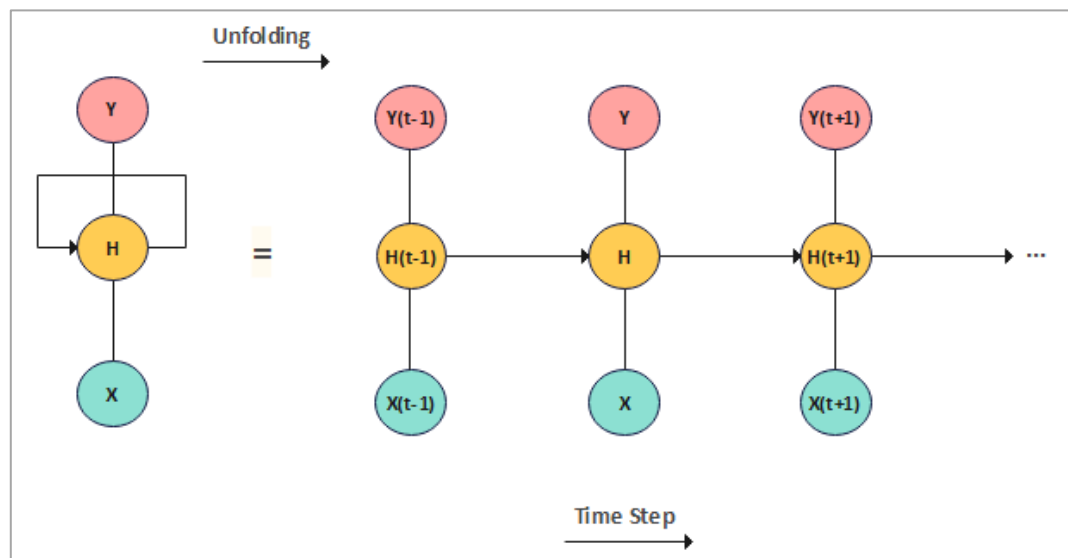 Unfolding
Y
Y(t-1)
Y
Y(t+1)
H
=
H(t-1)
H
H(t+1)
...
X
X(t-1)
X
X(t+1)
Time Step